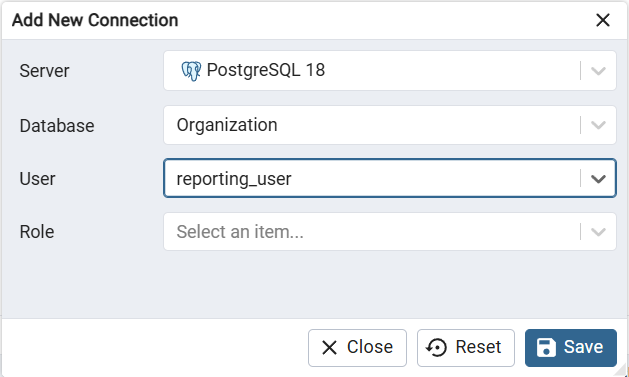 Add New Connection
Server PostgreSQL 18
Database Organization
User reporting_user
Role Select an item...
Close Reset Save